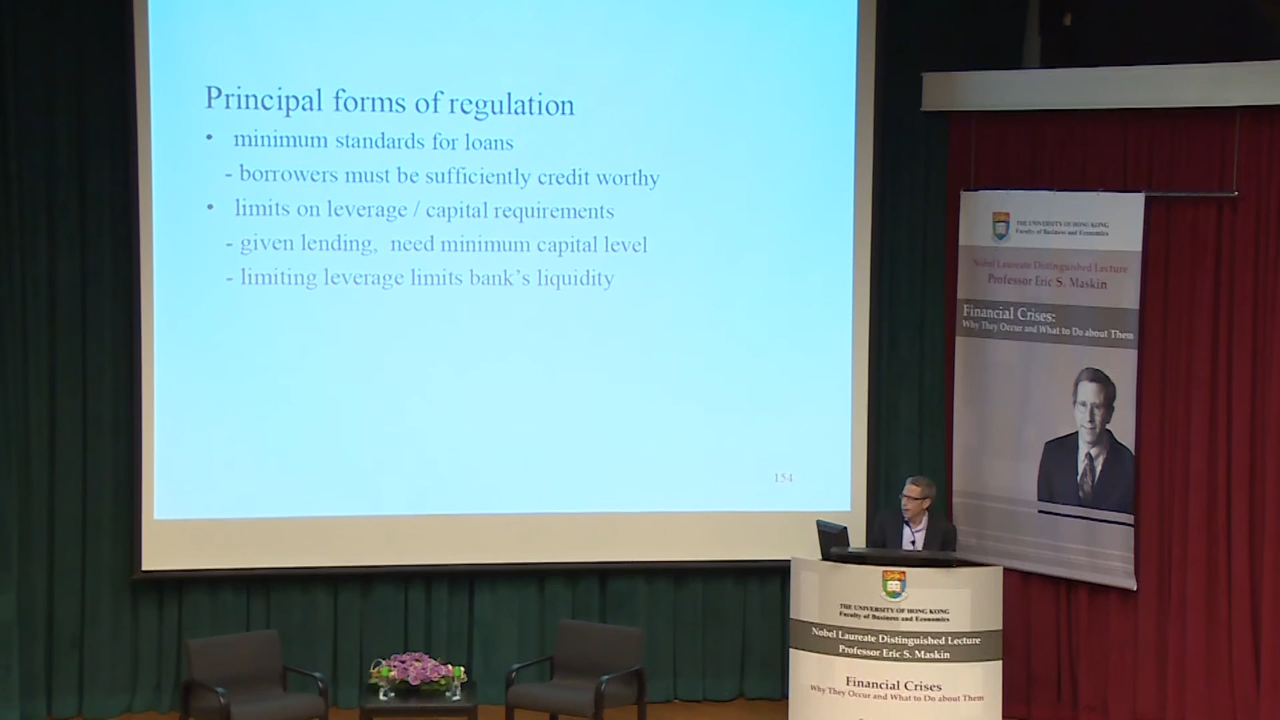 Principal forms of regulation
• minimum standards for loans
- borrowers must be sufficiently credit worthy
• limits on leverage / capital requirements
- given lending, need minimum capital level
- limiting leverage limits bank's liquidity
154
THE UNIVERSITY OF HONG KONG
Faculty of Business and Economics
Nobel Laureate Distinguished Lecture
Professor Eric S. Maskin
Financial Crises:
Why They Occur and What to Do about Them
THE UNIVERSITY OF HONG KONG
Faculty of Business and Economics
Nobel Laureate Distinguished Lecture
Professor Eric S. Maskin
Financial Crises
Why They Occur and What to Do about Them